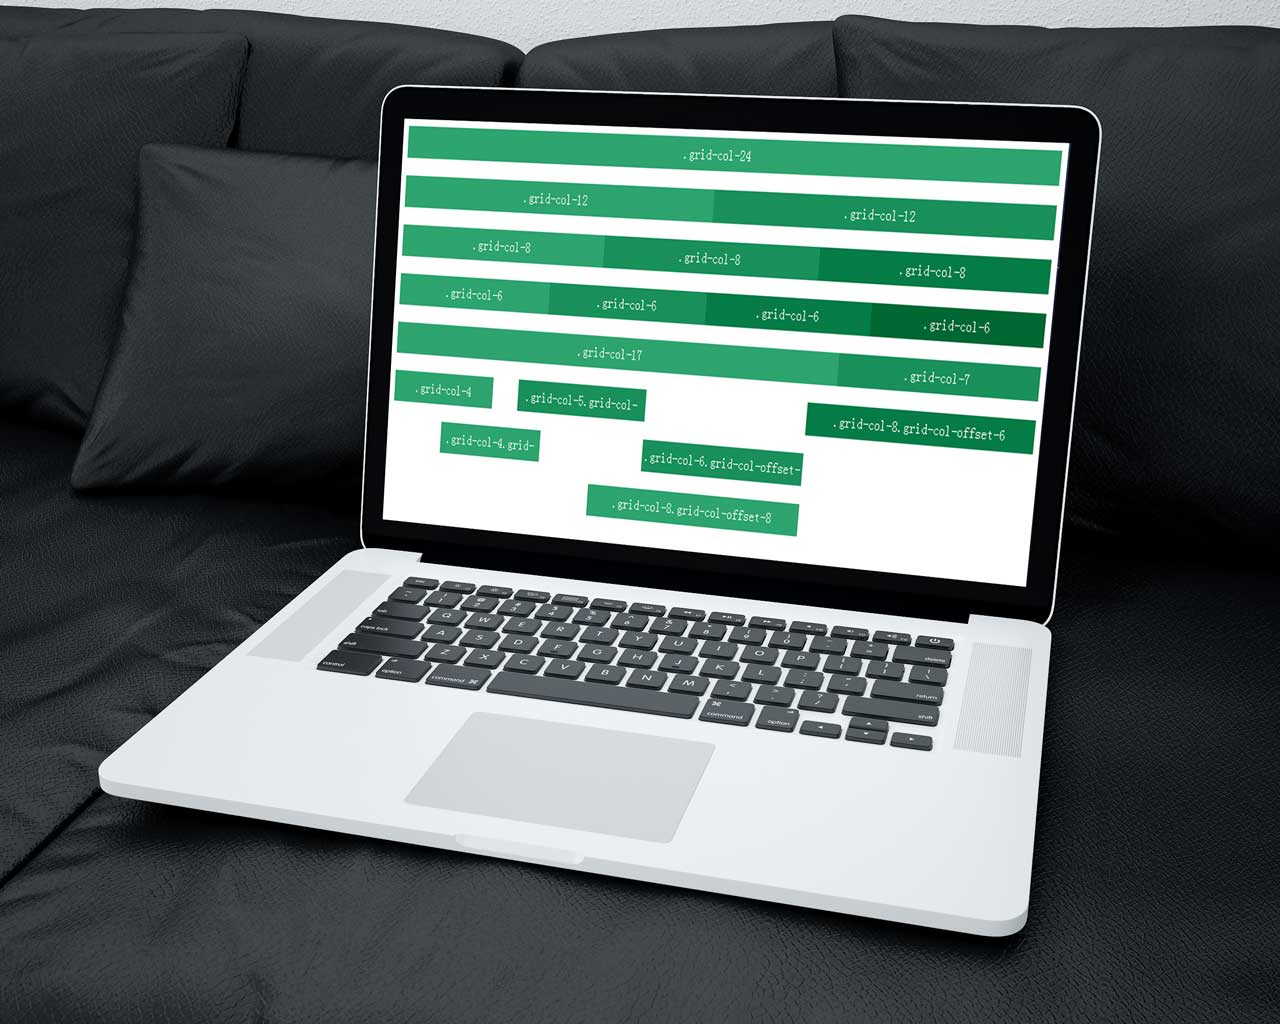 .grid-col-24
.grid-col-12 .grid-col-12
.grid-col-8 .grid-col-8 .grid-col-8
.grid-col-6 .grid-col-6 .grid-col-6 .grid-col-6
.grid-col-17 .grid-col-7
.grid-col-4 .grid-col-5.grid-col- .grid-col-8.grid-col-offset-6
.grid-col-4.grid- .grid-col-6.grid-col-offset-
.grid-col-8.grid-col-offset-8
Q W E R T Y U I O P
caps lock A S D F G H J K L return
Z X C V B N M shift
control option command command option